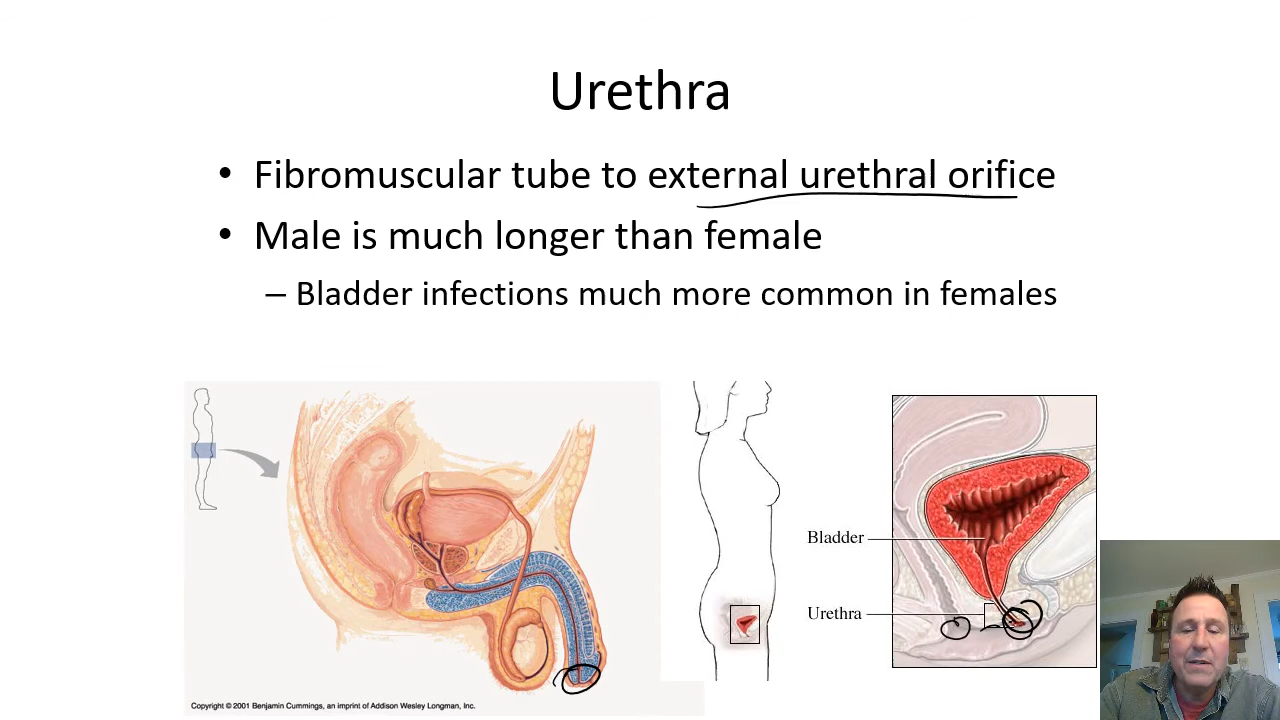 Urethra
• Fibromuscular tube to external urethral orifice
• Male is much longer than female
– Bladder infections much more common in females
Bladder
Urethra
Copyright © 2001 Benjamin Cummings, an imprint of Addison Wesley Longman, Inc.